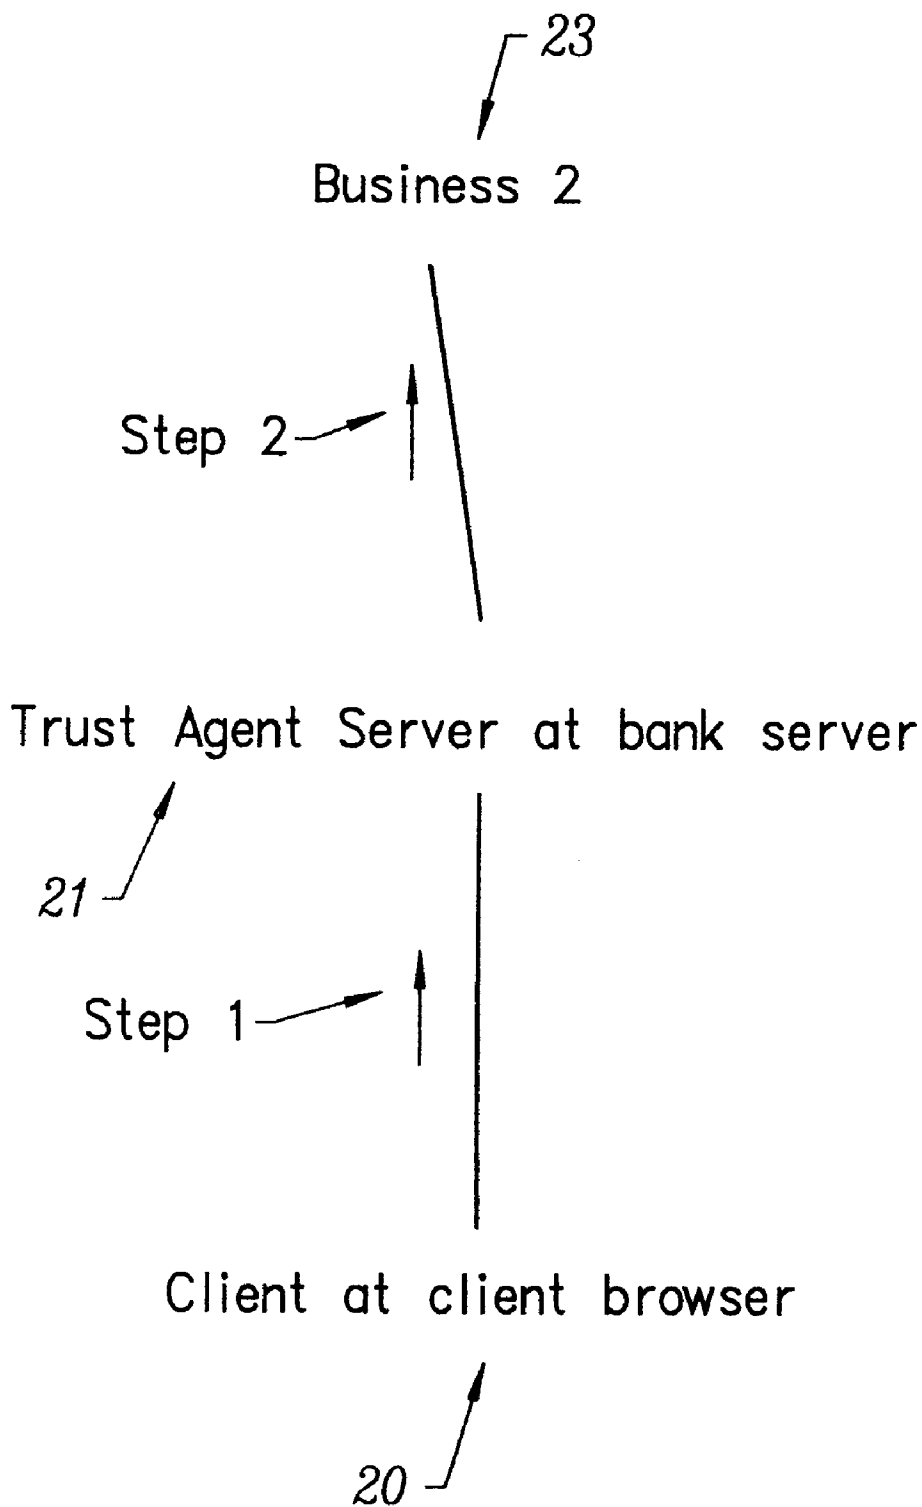 23
Business 2
Step 2
Trust Agent Server at bank server
21
Step 1
Client at client browser
20